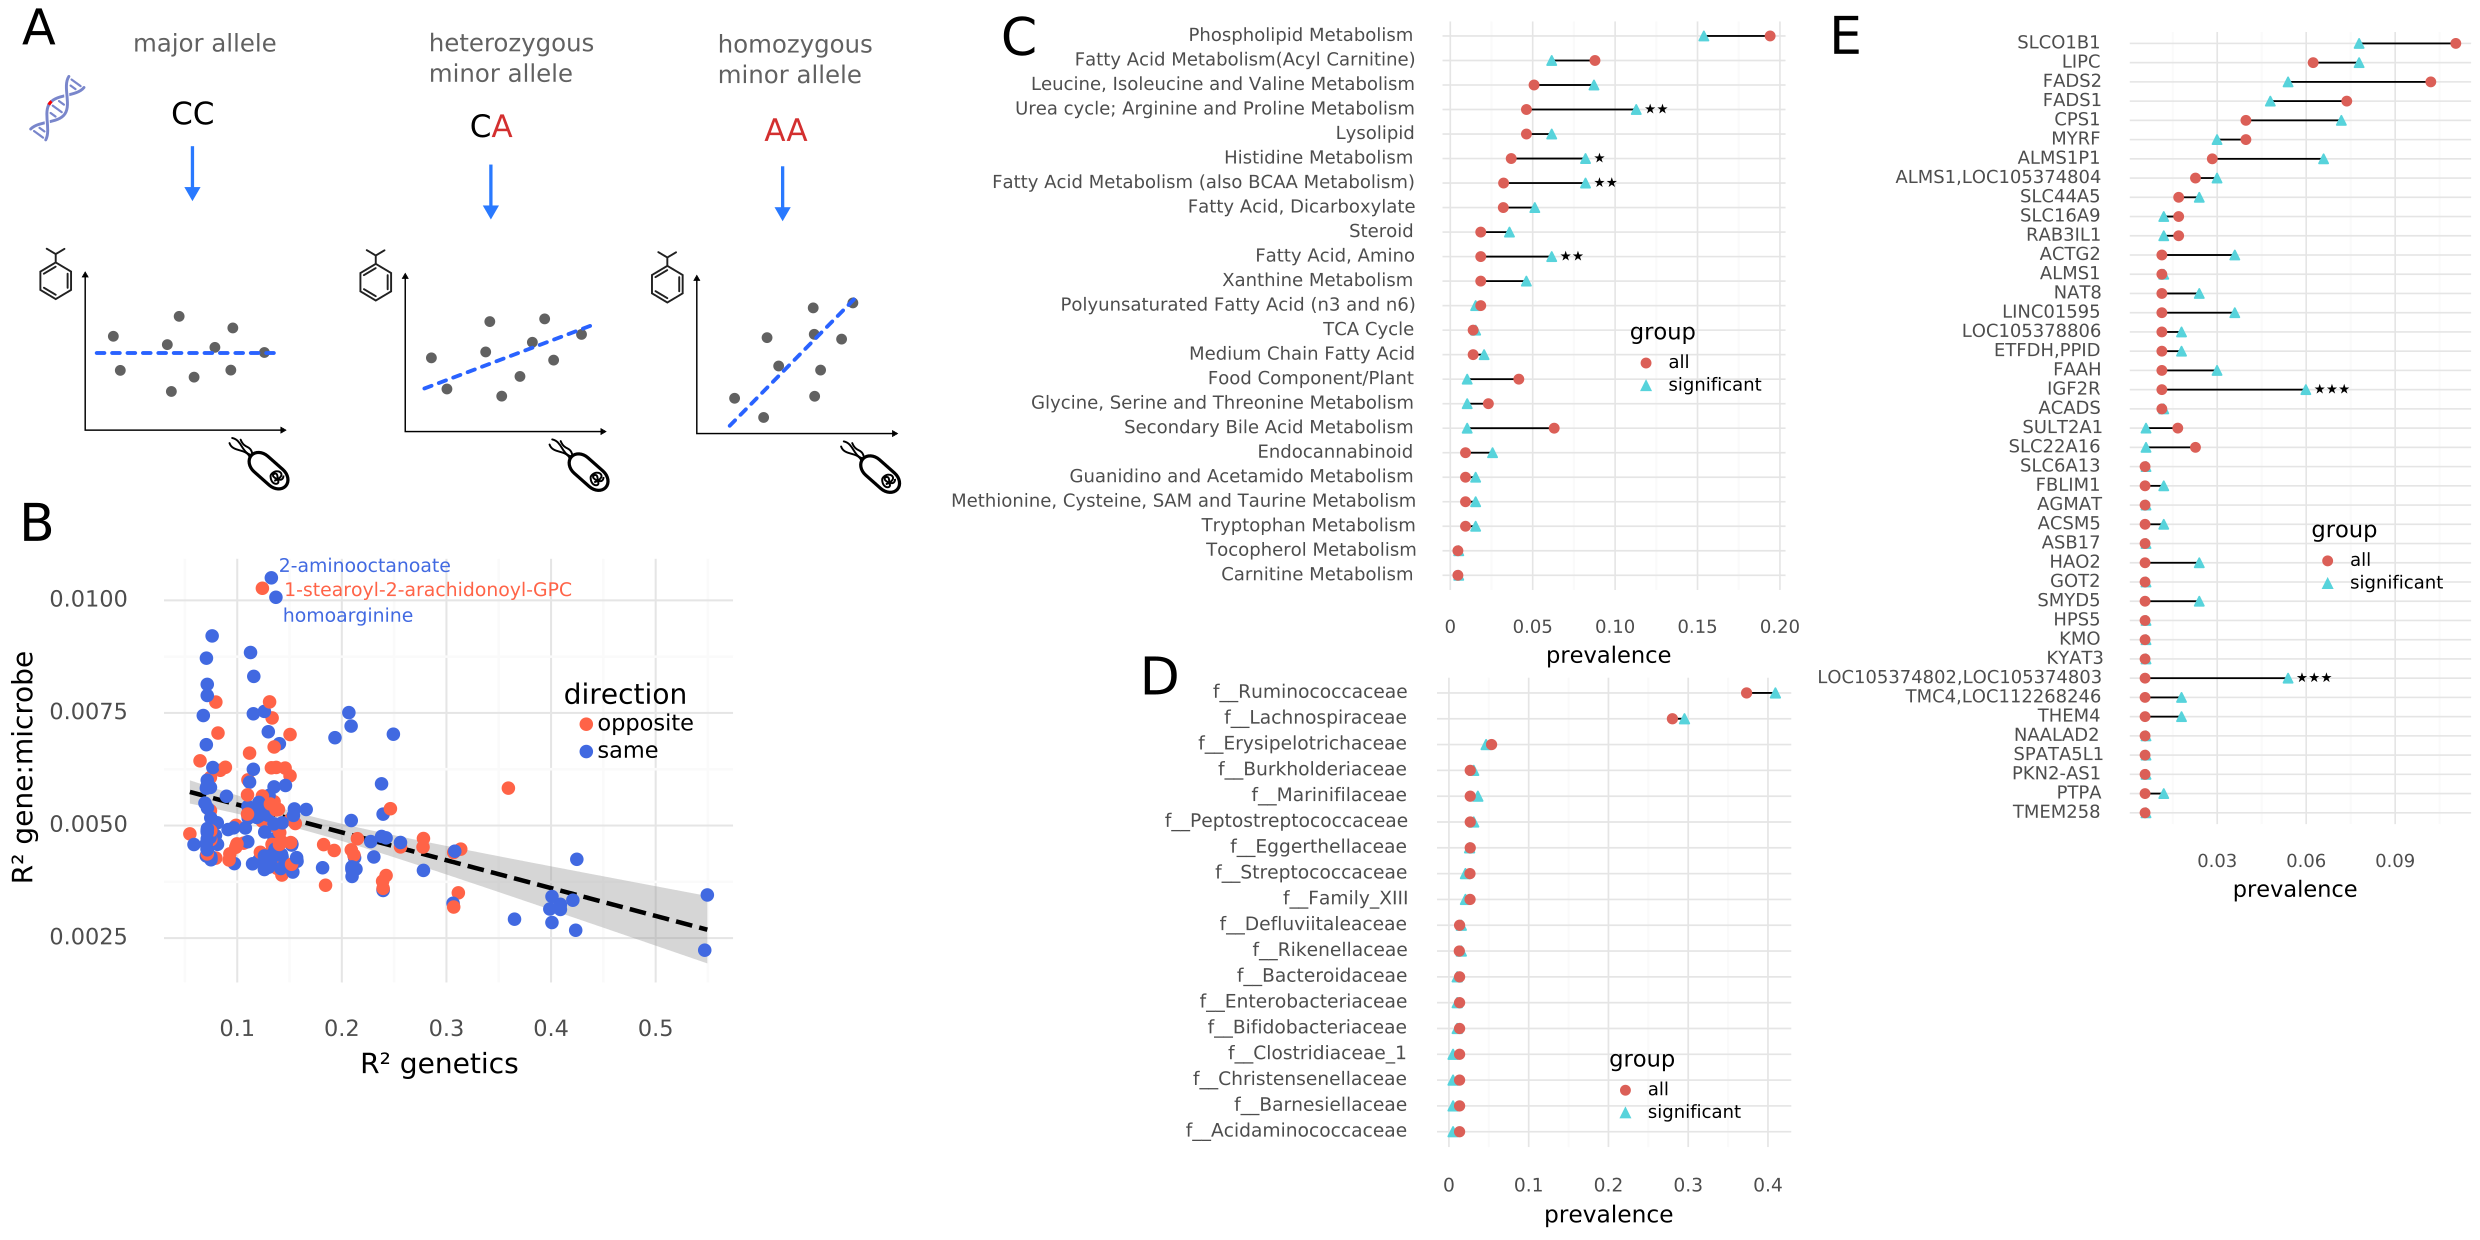 A
major allele
heterozygous
minor allele
homozygous
minor allele
CC
CA
AA
B
2-aminooctanoate
1-stearoyl-2-arachidonoyl-GPC
homoarginine
0.0100
0.0075
0.0050
0.0025
R² gene:microbe
direction
opposite
same
0.1 0.2 0.3 0.4 0.5
R² genetics
C
Phospholipid Metabolism
Fatty Acid Metabolism(Acyl Carnitine)
Leucine, Isoleucine and Valine Metabolism
Urea cycle; Arginine and Proline Metabolism ★★
Lysolipid
Histidine Metabolism ★
Fatty Acid Metabolism (also BCAA Metabolism) ★★
Fatty Acid, Dicarboxylate
Steroid
Fatty Acid, Amino ★★
Xanthine Metabolism
Polyunsaturated Fatty Acid (n3 and n6)
TCA Cycle
Medium Chain Fatty Acid
Food Component/Plant
Glycine, Serine and Threonine Metabolism
Secondary Bile Acid Metabolism
Endocannabinoid
Guanidino and Acetamido Metabolism
Methionine, Cysteine, SAM and Taurine Metabolism
Tryptophan Metabolism
Tocopherol Metabolism
Carnitine Metabolism
group
all
significant
0 0.05 0.10 0.15 0.20
prevalence
D
f__Ruminococcaceae
f__Lachnospiraceae
f__Erysipelotrichaceae
f__Burkholderiaceae
f__Marinifilaceae
f__Peptostreptococcaceae
f__Eggerthellaceae
f__Streptococcaceae
f__Family_XIII
f__Defluviitaleaceae
f__Rikenellaceae
f__Bacteroidaceae
f__Enterobacteriaceae
f__Bifidobacteriaceae
f__Clostridiaceae_1
f__Christensenellaceae
f__Barnesiellaceae
f__Acidaminococcaceae
group
all
significant
0 0.1 0.2 0.3 0.4
prevalence
E
SLCO1B1
LIPC
FADS2
FADS1
CPS1
MYRF
ALMS1P1
ALMS1,LOC105374804
SLC44A5
SLC16A9
RAB3IL1
ACTG2
ALMS1
NAT8
LINC01595
LOC105378806
ETFDH,PPID
FAAH
IGF2R ★★★
ACADS
SULT2A1
SLC22A16
SLC6A13
FBLIM1
AGMAT
ACSM5
ASB17
HAO2
GOT2
SMYD5
HPS5
KMO
KYAT3
LOC105374802,LOC105374803 ★★★
TMC4,LOC112268246
THEM4
NAALAD2
SPATA5L1
PKN2-AS1
PTPA
TMEM258
group
all
significant
0.03 0.06 0.09
prevalence